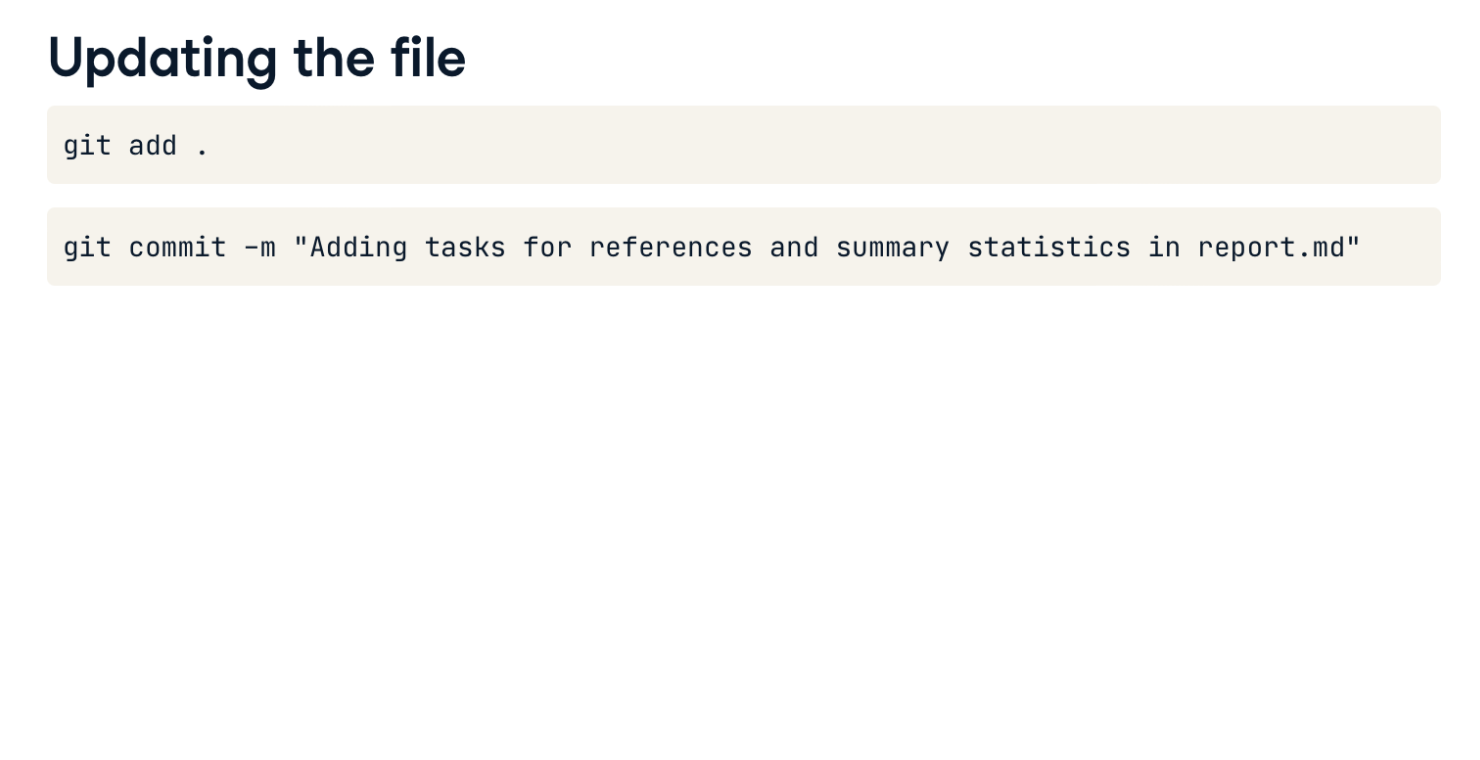 Updating the file
git add .
git commit -m "Adding tasks for references and summary statistics in report.md"